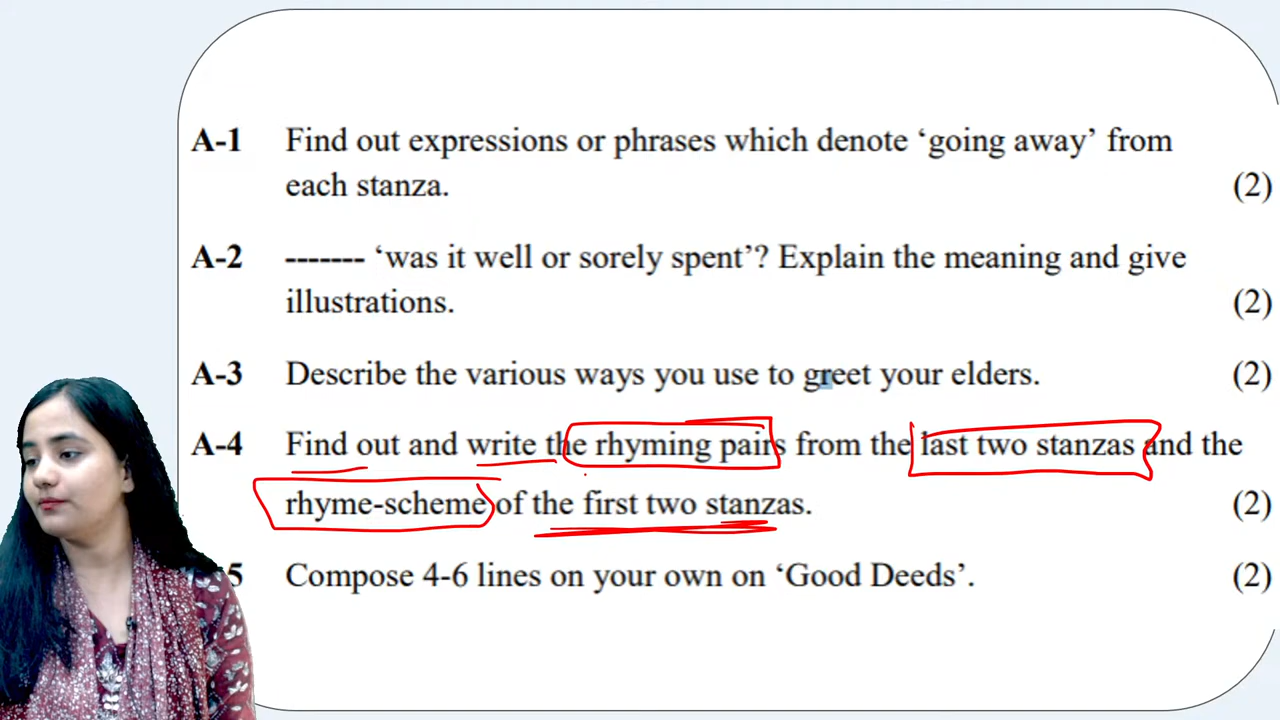 A-1 Find out expressions or phrases which denote ‘going away’ from
each stanza. (2)
A-2 ------- ‘was it well or sorely spent’? Explain the meaning and give
illustrations. (2)
A-3 Describe the various ways you use to greet your elders. (2)
A-4 Find out and write the rhyming pairs from the last two stanzas and the
rhyme-scheme of the first two stanzas. (2)
5 Compose 4-6 lines on your own on ‘Good Deeds’. (2)